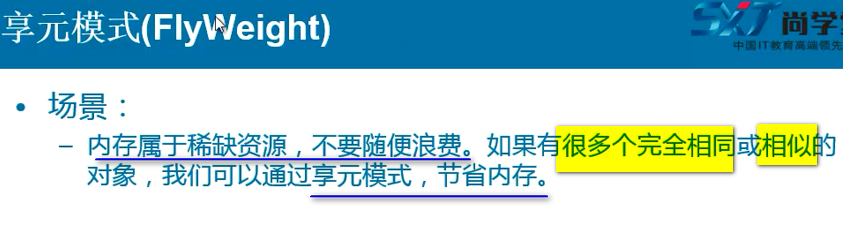 享元模式(FlyWeight)
SXT 尚学
中国IT教育高端领先
• 场景：
– 内存属于稀缺资源，不要随便浪费。如果有很多个完全相同或相似的
对象，我们可以通过享元模式，节省内存。